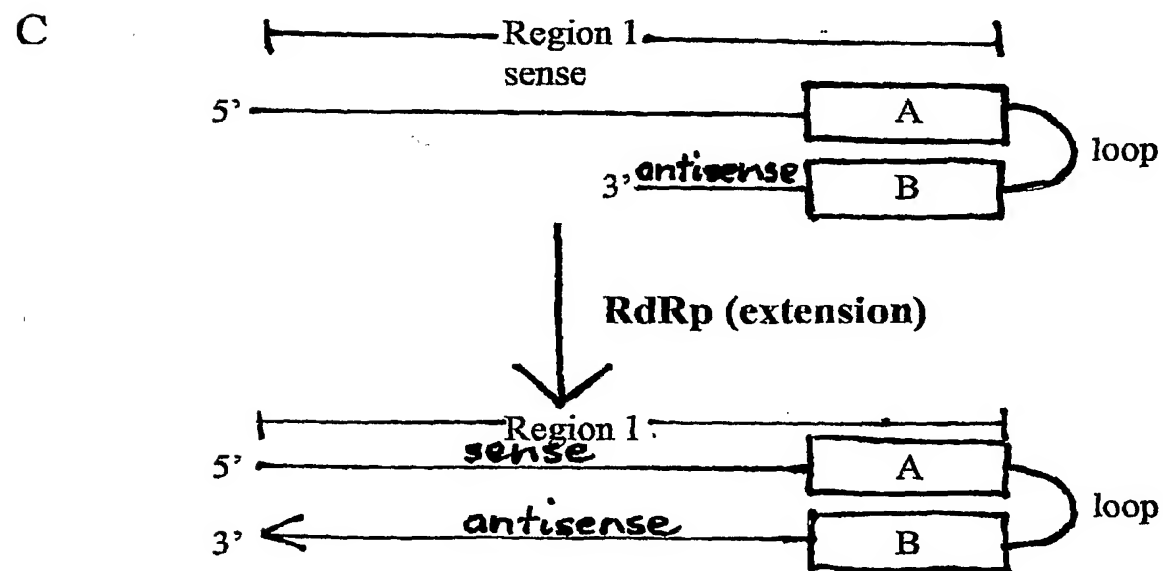 C
Region 1
sense
5' A
loop
3' antisense B
RdRp (extension)
Region 1
sense
5' A
loop
antisense
3' B